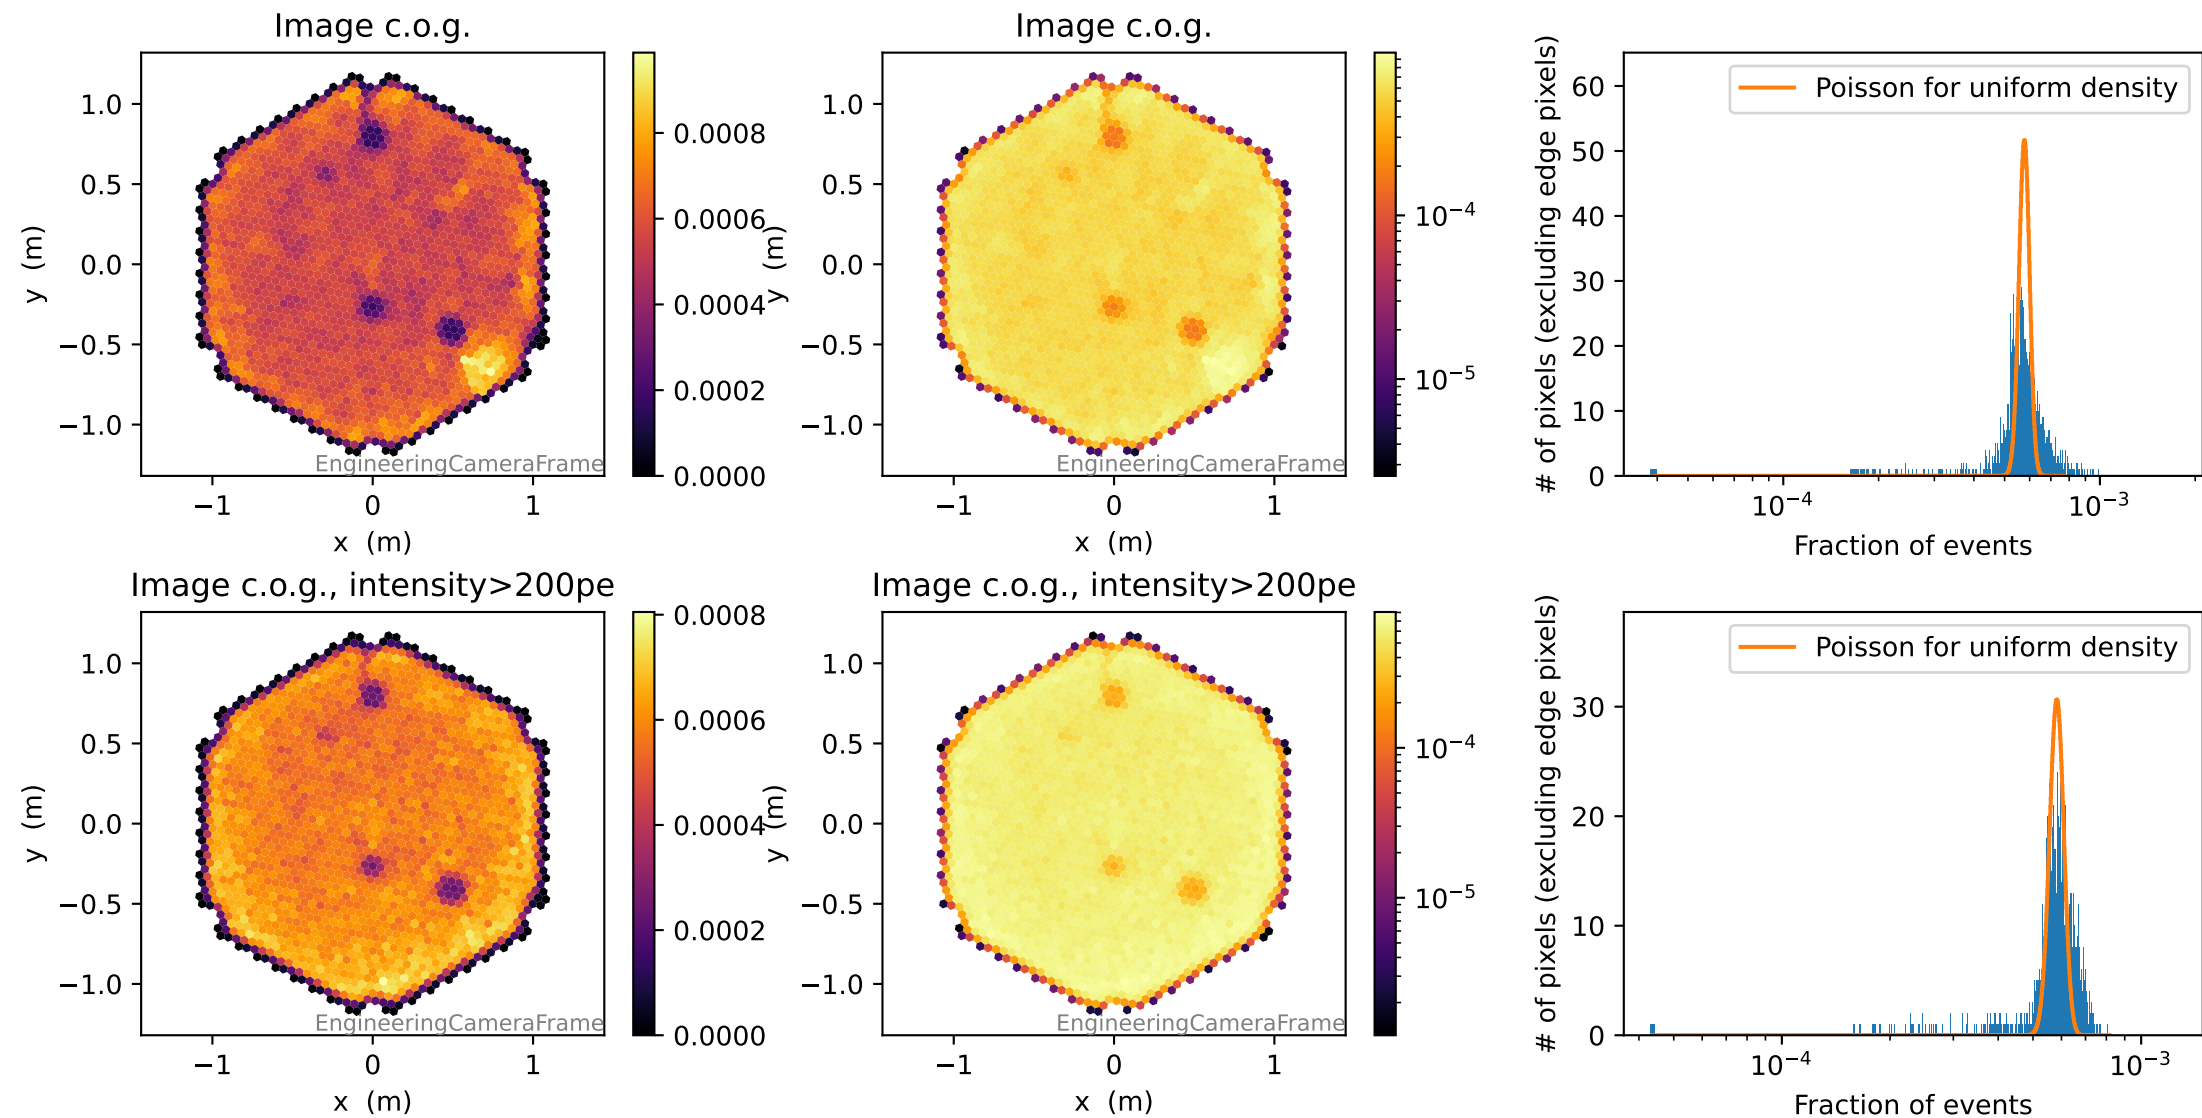 Image c.o.g.
y (m)
1.0
0.5
0.0
−0.5
−1.0
−1
0
1
x (m)
EngineeringCameraFrame
0.0008
0.0006
0.0004
0.0002
0.0000
Image c.o.g.
y (m)
1.0
0.5
0.0
−0.5
−1.0
−1
0
1
x (m)
EngineeringCameraFrame
10⁻⁴
10⁻⁵
# of pixels (excluding edge pixels)
60
50
40
30
20
10
0
Poisson for uniform density
10⁻⁴
10⁻³
Fraction of events
Image c.o.g., intensity>200pe
y (m)
1.0
0.5
0.0
−0.5
−1.0
−1
0
1
x (m)
EngineeringCameraFrame
0.0008
0.0006
0.0004
0.0002
0.0000
Image c.o.g., intensity>200pe
y (m)
1.0
0.5
0.0
−0.5
−1.0
−1
0
1
x (m)
EngineeringCameraFrame
10⁻⁴
10⁻⁵
# of pixels (excluding edge pixels)
30
20
10
0
Poisson for uniform density
10⁻⁴
10⁻³
Fraction of events